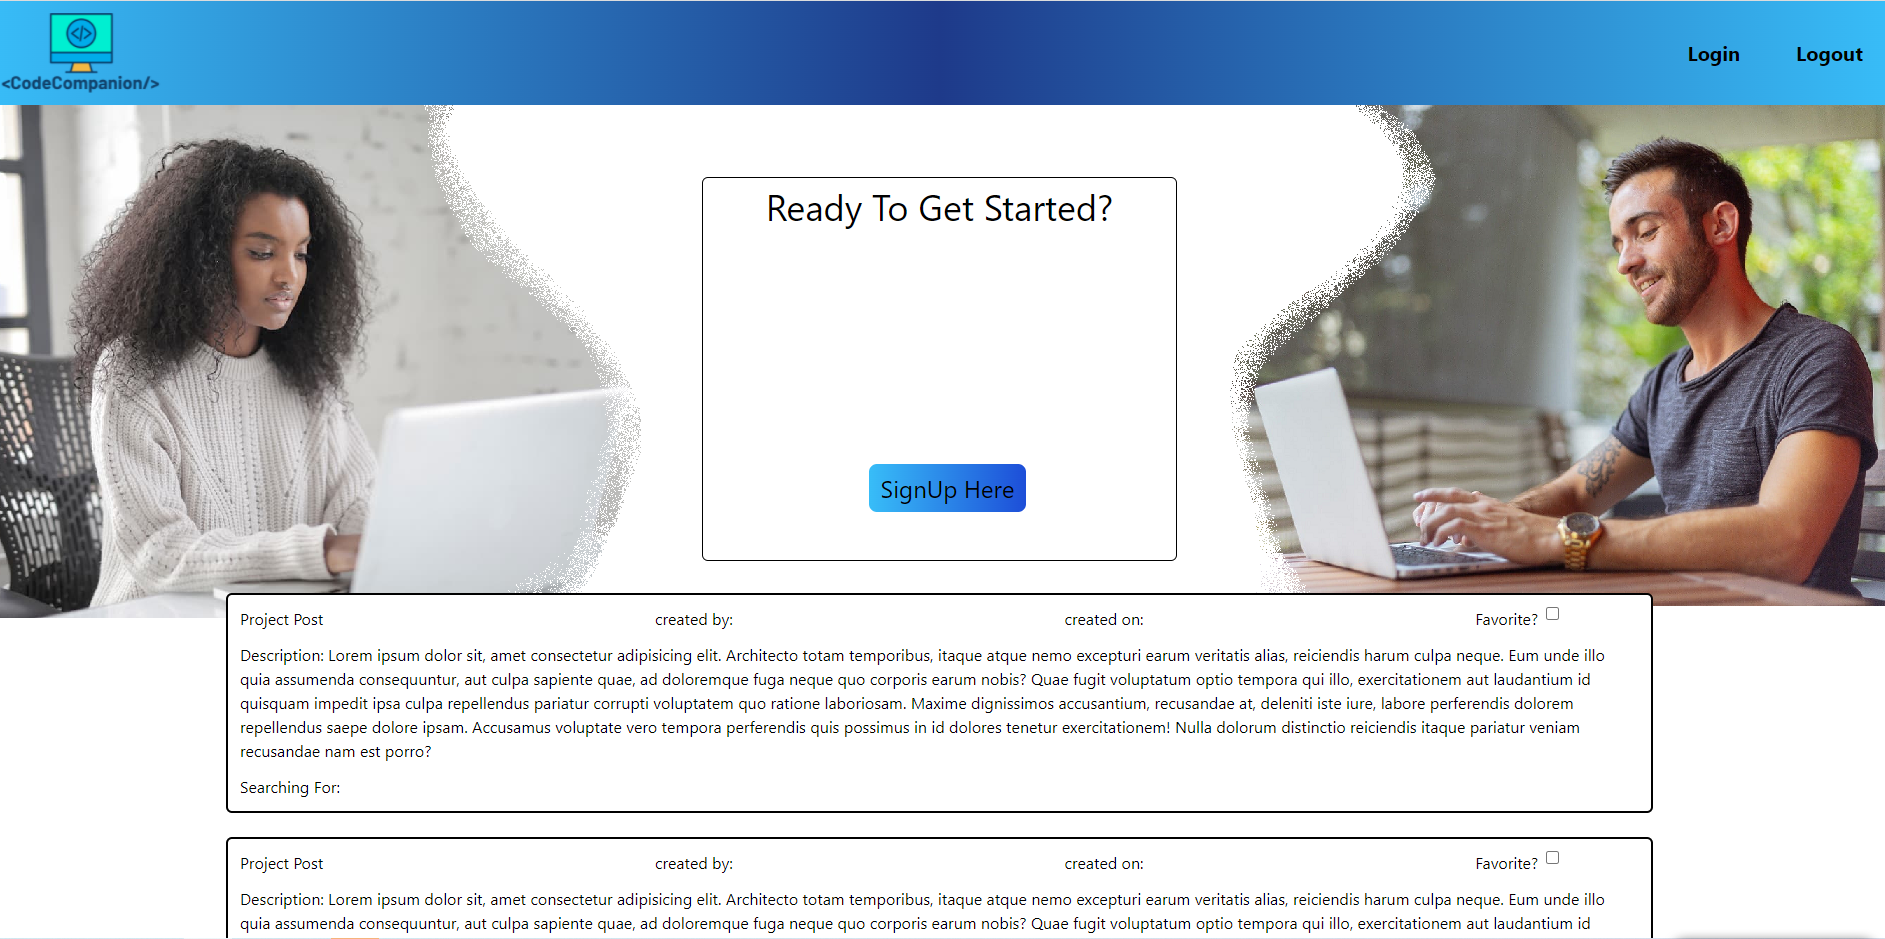 </>
<CodeCompanion/>
Login Logout
Ready To Get Started?
SignUp Here
Project Post created by: created on: Favorite?
Description: Lorem ipsum dolor sit, amet consectetur adipisicing elit. Architecto totam temporibus, itaque atque nemo excepturi earum veritatis alias, reiciendis harum culpa neque. Eum unde illo
quia assumenda consequuntur, aut culpa sapiente quae, ad doloremque fuga neque quo corporis earum nobis? Quae fugit voluptatum optio tempora qui illo, exercitationem aut laudantium id
quisquam impedit ipsa culpa repellendus pariatur corrupti voluptatem quo ratione laboriosam. Maxime dignissimos accusantium, recusandae at, deleniti iste iure, labore perferendis dolorem
repellendus saepe dolore ipsam. Accusamus voluptate vero tempora perferendis quis possimus in id dolores tenetur exercitationem! Nulla dolorum distinctio reiciendis itaque pariatur veniam
recusandae nam est porro?
Searching For:
Project Post created by: created on: Favorite?
Description: Lorem ipsum dolor sit, amet consectetur adipisicing elit. Architecto totam temporibus, itaque atque nemo excepturi earum veritatis alias, reiciendis harum culpa neque. Eum unde illo
quia assumenda consequuntur, aut culpa sapiente quae, ad doloremque fuga neque quo corporis earum nobis? Quae fugit voluptatum optio tempora qui illo, exercitationem aut laudantium id